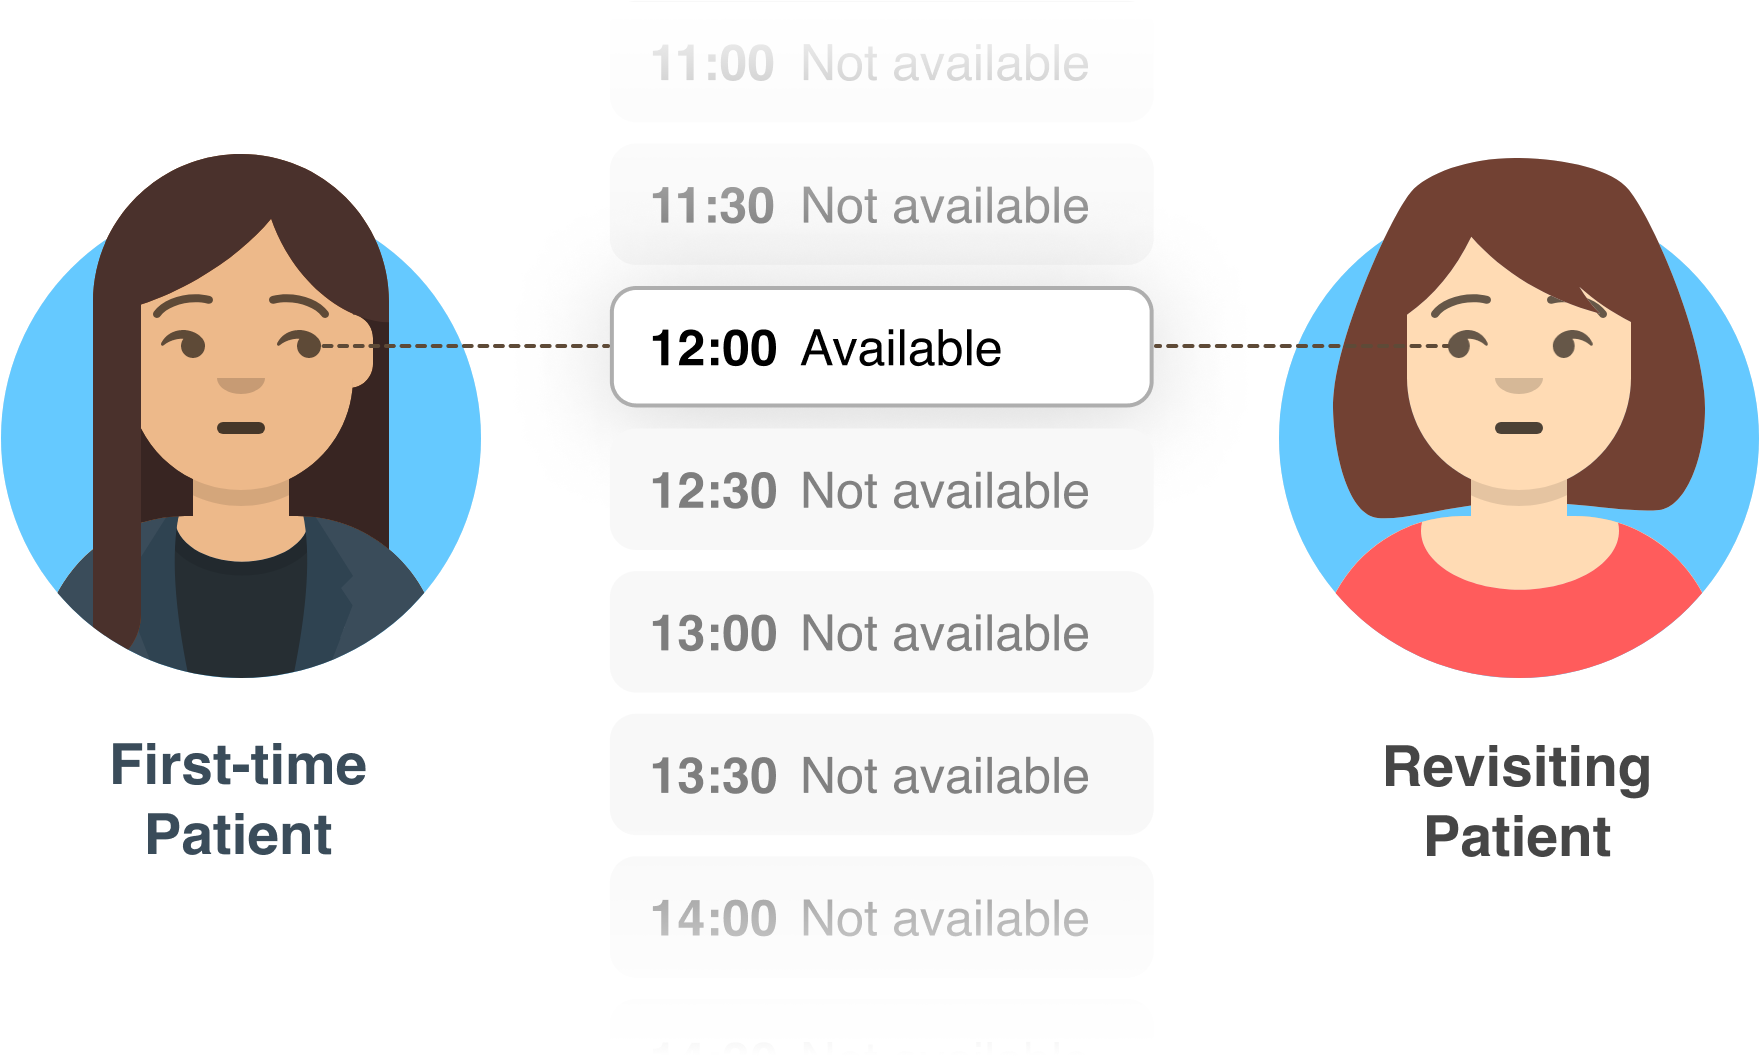 11:00 Not available
11:30 Not available
12:00 Available
12:30 Not available
13:00 Not available
13:30 Not available
14:00 Not available
First-time
Patient
Revisiting
Patient